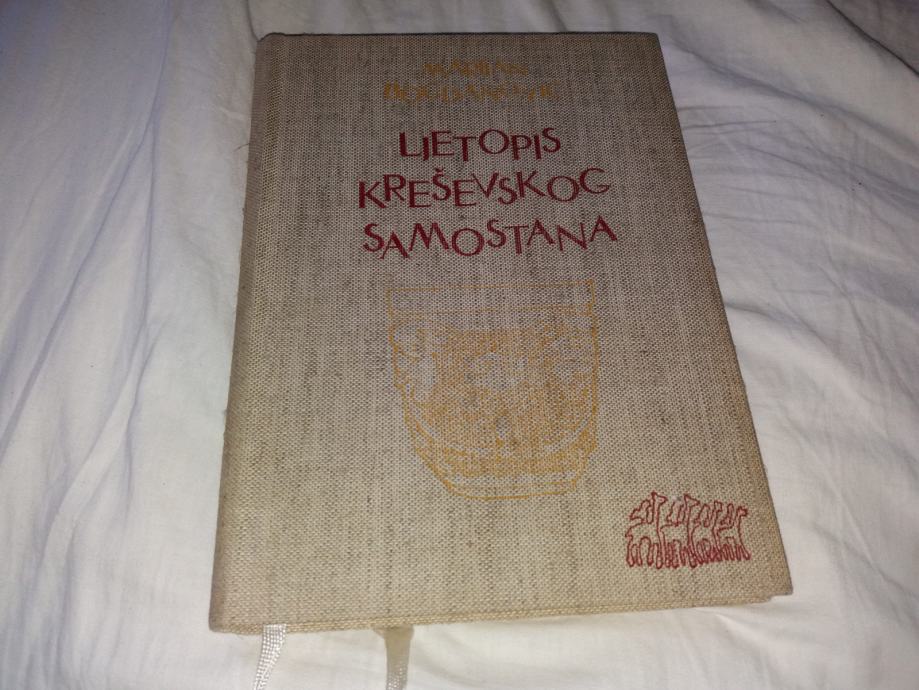 MARIJAN
BOGDANOVIĆ
LJETOPIS
KREŠEVSKOG
SAMOSTANA